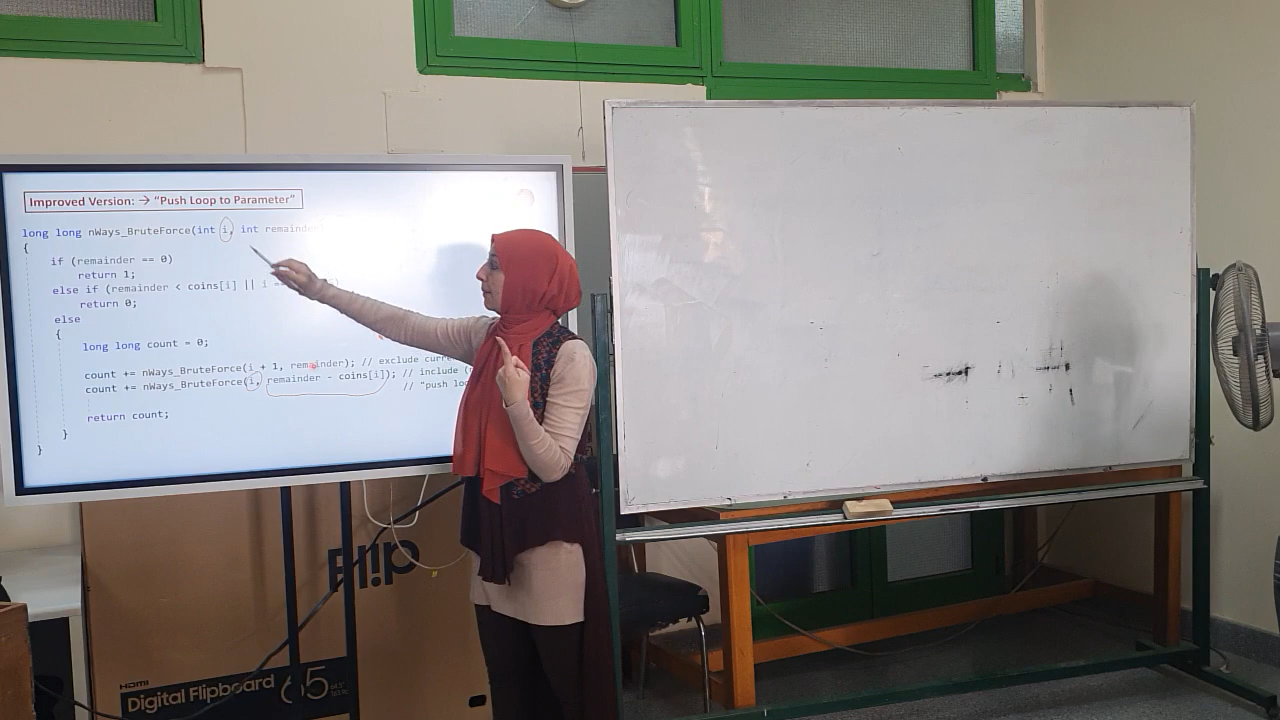 Improved Version: → "Push Loop to Parameter"
long long nWays_BruteForce(int i, int remainder
{
if (remainder == 0)
return 1;
else if (remainder < coins[i] || i ==
return 0;
else
{
long long count = 0;
count += nWays_BruteForce(i + 1, remainder); // exclude curre
count += nWays_BruteForce(i, remainder - coins[i]); // include (
// "push lo
return count;
}
}
Flip
HDMI
Digital Flipboard 65